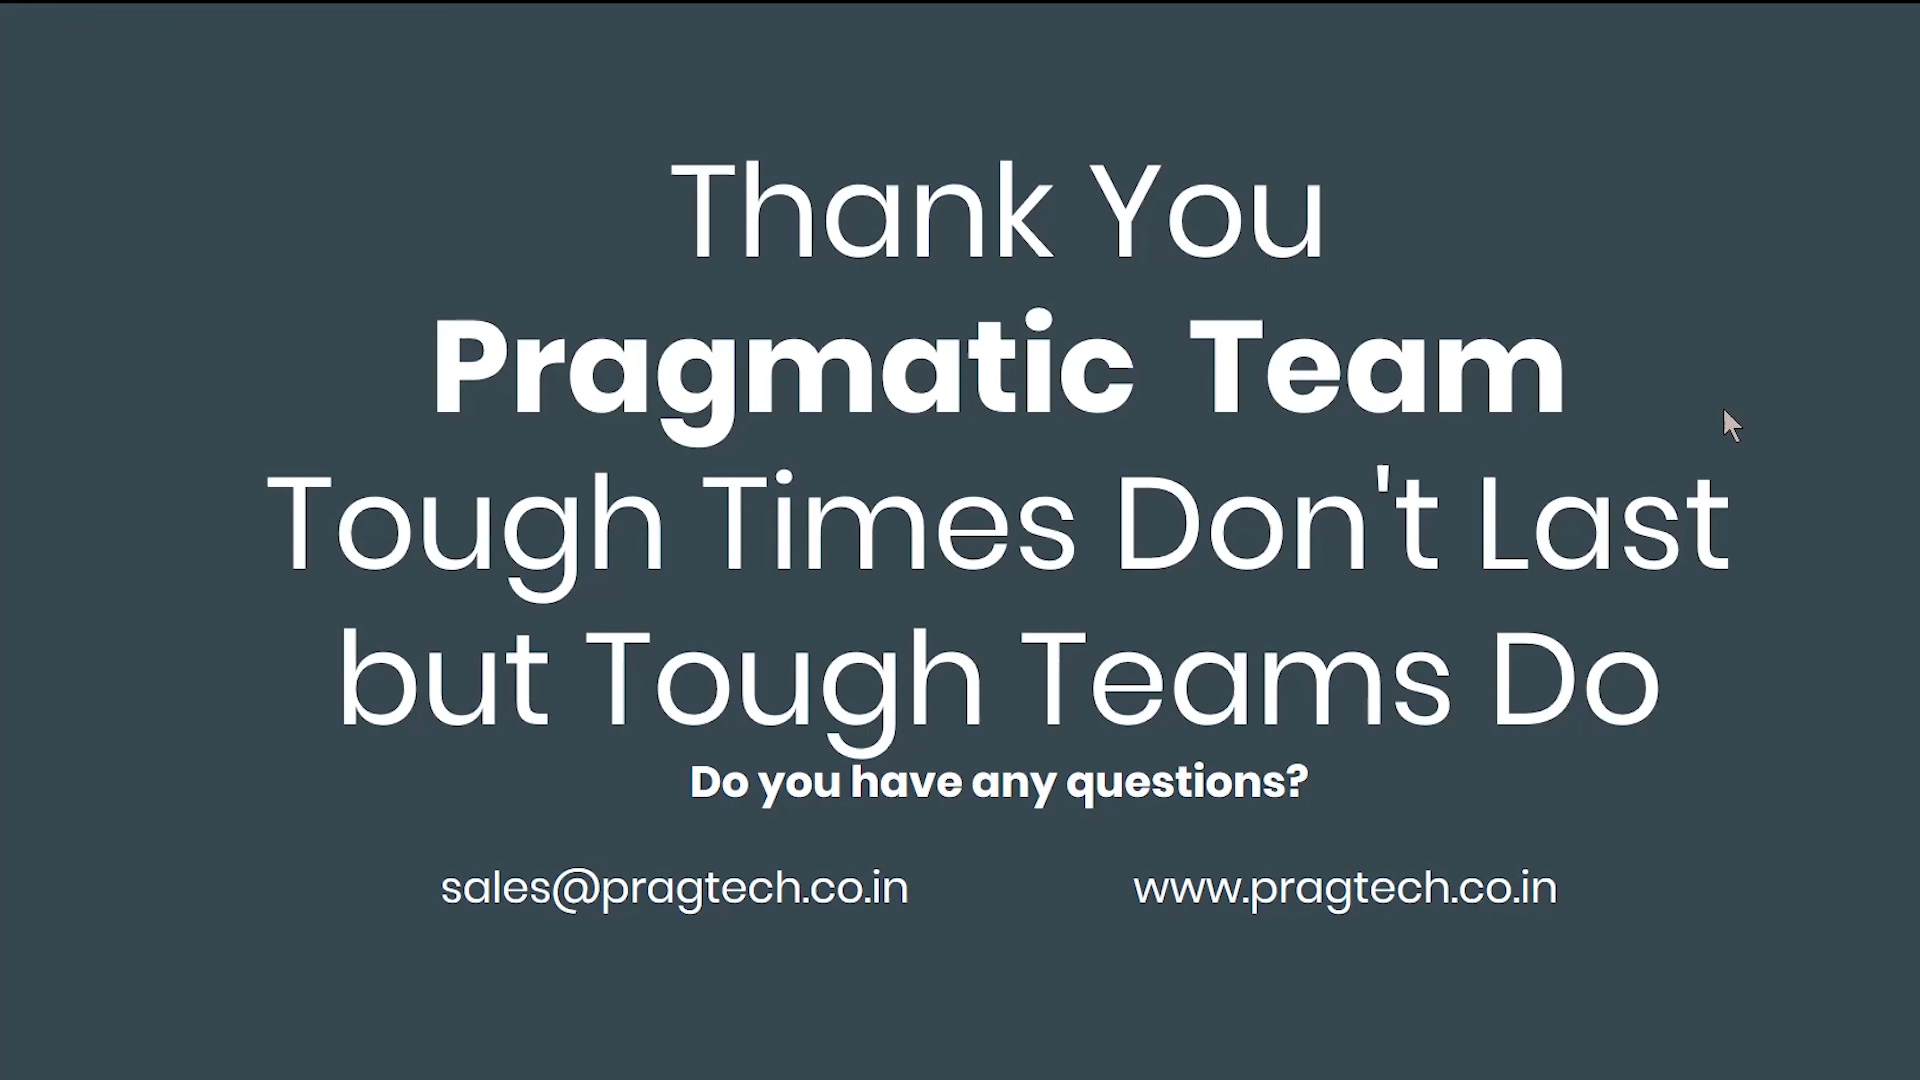 Thank You
Pragmatic Team
Tough Times Don't Last
but Tough Teams Do
Do you have any questions?
sales@pragtech.co.in
www.pragtech.co.in